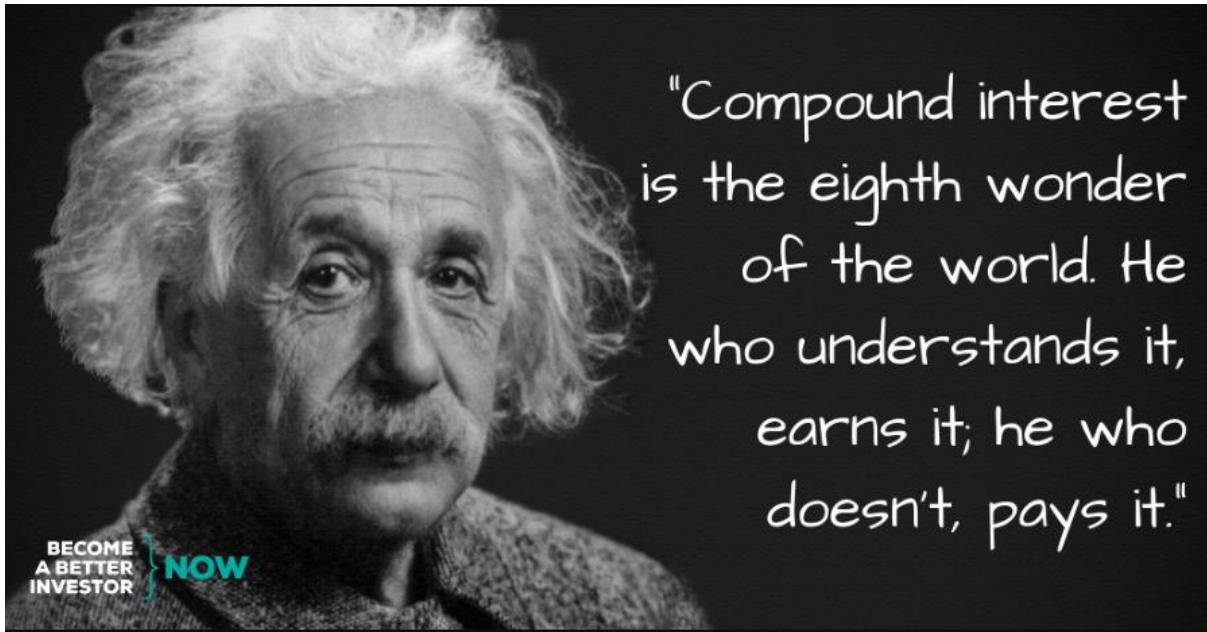 "Compound interest
is the eighth wonder
of the world. He
who understands it,
earns it; he who
doesn't, pays it."
BECOME
A BETTER
INVESTOR
NOW